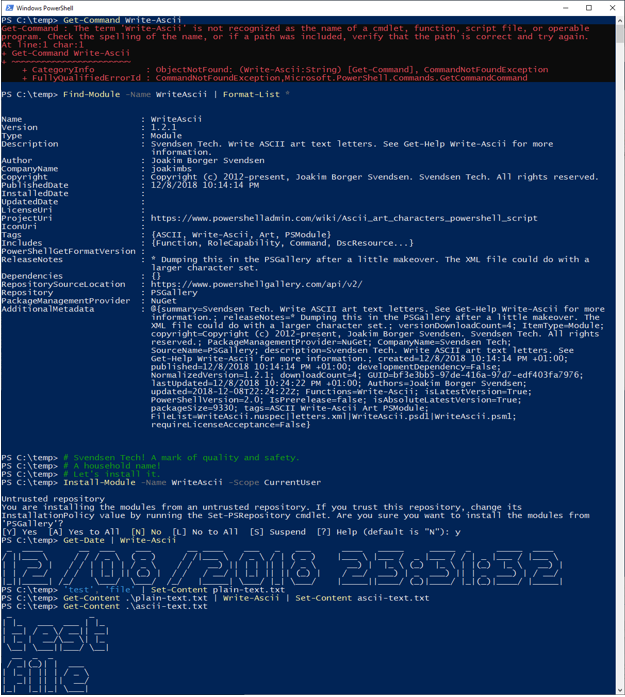 Windows PowerShell
PS C:\temp> Get-Command Write-Ascii
Get-Command : The term 'Write-Ascii' is not recognized as the name of a cmdlet, function, script file, or operable
program. Check the spelling of the name, or if a path was included, verify that the path is correct and try again.
At line:1 char:1
+ Get-Command Write-Ascii
+ ~~~~~~~~~~~~~~~~~~~~~~~
+ CategoryInfo : ObjectNotFound: (Write-Ascii:String) [Get-Command], CommandNotFoundException
+ FullyQualifiedErrorId : CommandNotFoundException,Microsoft.PowerShell.Commands.GetCommandCommand
PS C:\temp> Find-Module -Name WriteAscii | Format-List *
Name : WriteAscii
Version : 1.2.1
Type : Module
Description : Svendsen Tech. Write ASCII art text letters. See Get-Help Write-Ascii for more
information.
Author : Joakim Borger Svendsen
CompanyName : joakimbs
Copyright : Copyright (c) 2012-present, Joakim Borger Svendsen. Svendsen Tech. All rights reserved.
PublishedDate : 12/8/2018 10:14:14 PM
InstalledDate :
UpdatedDate :
LicenseUri :
ProjectUri : https://www.powershelladmin.com/wiki/Ascii_art_characters_powershell_script
IconUri :
Tags : {ASCII, Write-Ascii, Art, PSModule}
Includes : {Function, RoleCapability, Command, DscResource...}
PowerShellGetFormatVersion :
ReleaseNotes : * Dumping this in the PSGallery after a little makeover. The XML file could do with a
larger character set.
Dependencies : {}
RepositorySourceLocation : https://www.powershellgallery.com/api/v2/
Repository : PSGallery
PackageManagementProvider : NuGet
AdditionalMetadata : @{summary=Svendsen Tech. Write ASCII art text letters. See Get-Help Write-Ascii for more
information.; releaseNotes=* Dumping this in the PSGallery after a little makeover. The
XML file could do with a larger character set.; versionDownloadCount=4; ItemType=Module;
copyright=Copyright (c) 2012-present, Joakim Borger Svendsen. Svendsen Tech. All rights
reserved.; PackageManagementProvider=NuGet; CompanyName=Svendsen Tech;
SourceName=PSGallery; description=Svendsen Tech. Write ASCII art text letters. See
Get-Help Write-Ascii for more information.; created=12/8/2018 10:14:14 PM +01:00;
published=12/8/2018 10:14:14 PM +01:00; developmentDependency=False;
NormalizedVersion=1.2.1; downloadCount=4; GUID=bf3e3bb5-97de-416a-97d7-edf403fa7976;
lastUpdated=12/8/2018 10:24:22 PM +01:00; Authors=Joakim Borger Svendsen;
updated=2018-12-08T22:24:22Z; Functions=Write-Ascii; isLatestVersion=True;
PowerShellVersion=2.0; IsPrerelease=false; isAbsoluteLatestVersion=True;
packageSize=9330; tags=ASCII Write-Ascii Art PSModule;
FileList=WriteAscii.nuspec|letters.xml|WriteAscii.psd1|WriteAscii.psm1;
requireLicenseAcceptance=False}
PS C:\temp> # Svendsen Tech! A mark of quality and safety.
PS C:\temp> # A household name!
PS C:\temp> # Let's install it.
PS C:\temp> Install-Module -Name WriteAscii -Scope CurrentUser
Untrusted repository
You are installing the modules from an untrusted repository. If you trust this repository, change its
InstallationPolicy value by running the Set-PSRepository cmdlet. Are you sure you want to install the modules from
'PSGallery'?
[Y] Yes [A] Yes to All [N] No [L] No to All [S] Suspend [?] Help (default is "N"): y
PS C:\temp> Get-Date | Write-Ascii
12/08/2018
PS C:\temp> 'test', 'file' | Set-Content plain-text.txt
PS C:\temp> Get-Content .\plain-text.txt | Write-Ascii | Set-Content ascii-text.txt
PS C:\temp> Get-Content .\ascii-text.txt
test
file